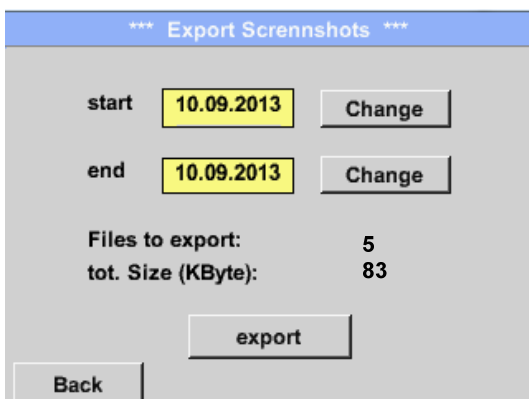 *** Export Scrennshots ***
start 10.09.2013 Change
end 10.09.2013 Change
Files to export: 5
tot. Size (KByte): 83
export
Back